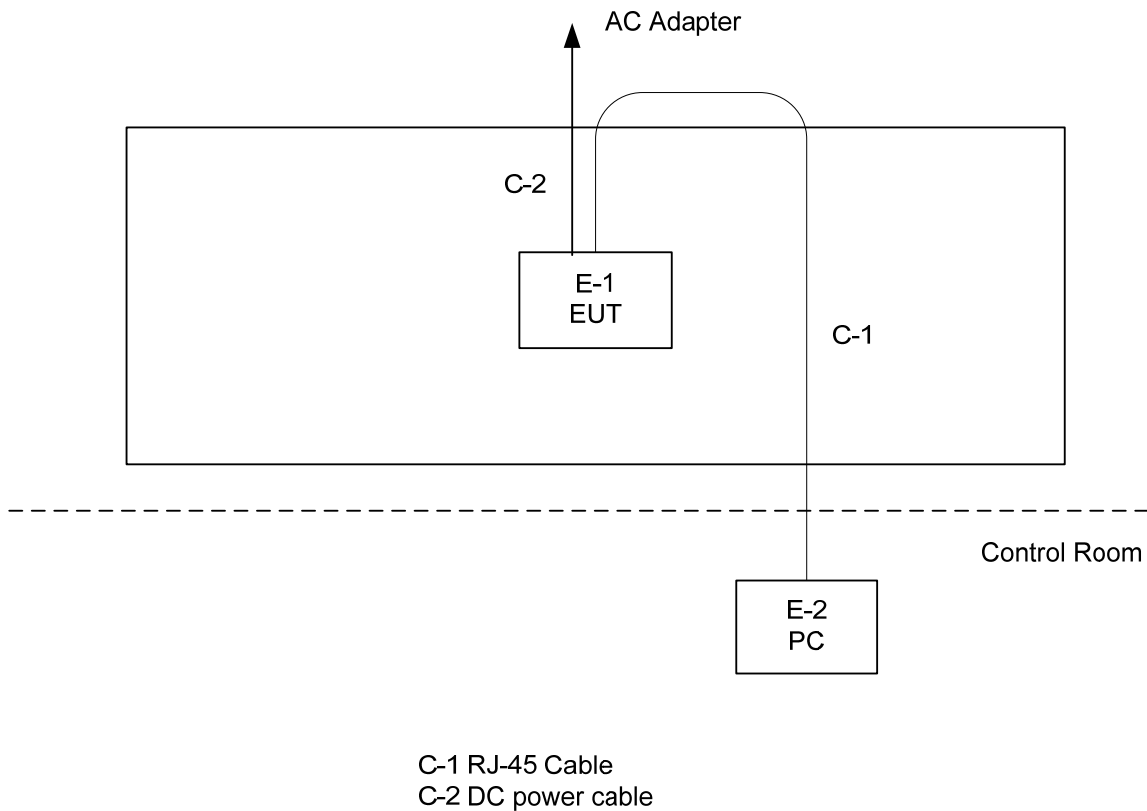 AC Adapter
C-2
E-1
EUT
C-1
Control Room
E-2
PC
C-1 RJ-45 Cable
C-2 DC power cable